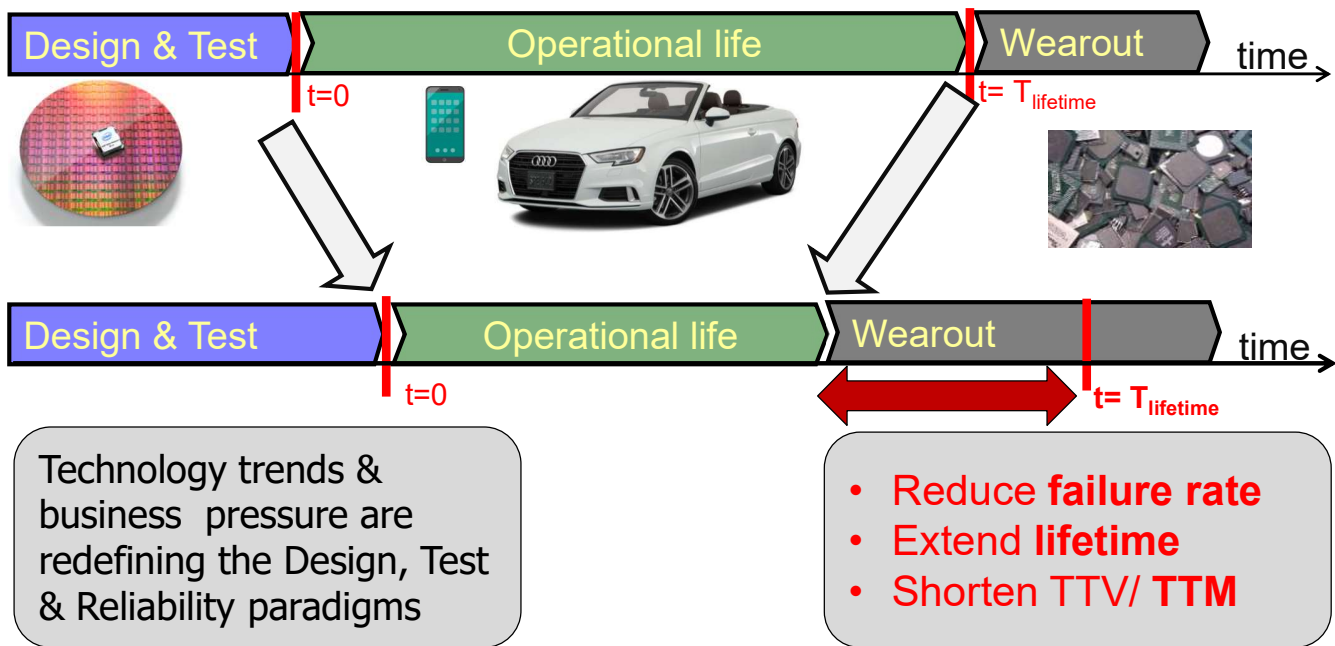 Design & Test
Operational life
Wearout
time
t=0
t= Tlifetime
Design & Test
Operational life
Wearout
time
t=0
t= Tlifetime
Technology trends &
business pressure are
redefining the Design, Test
& Reliability paradigms
• Reduce failure rate
• Extend lifetime
• Shorten TTV/ TTM